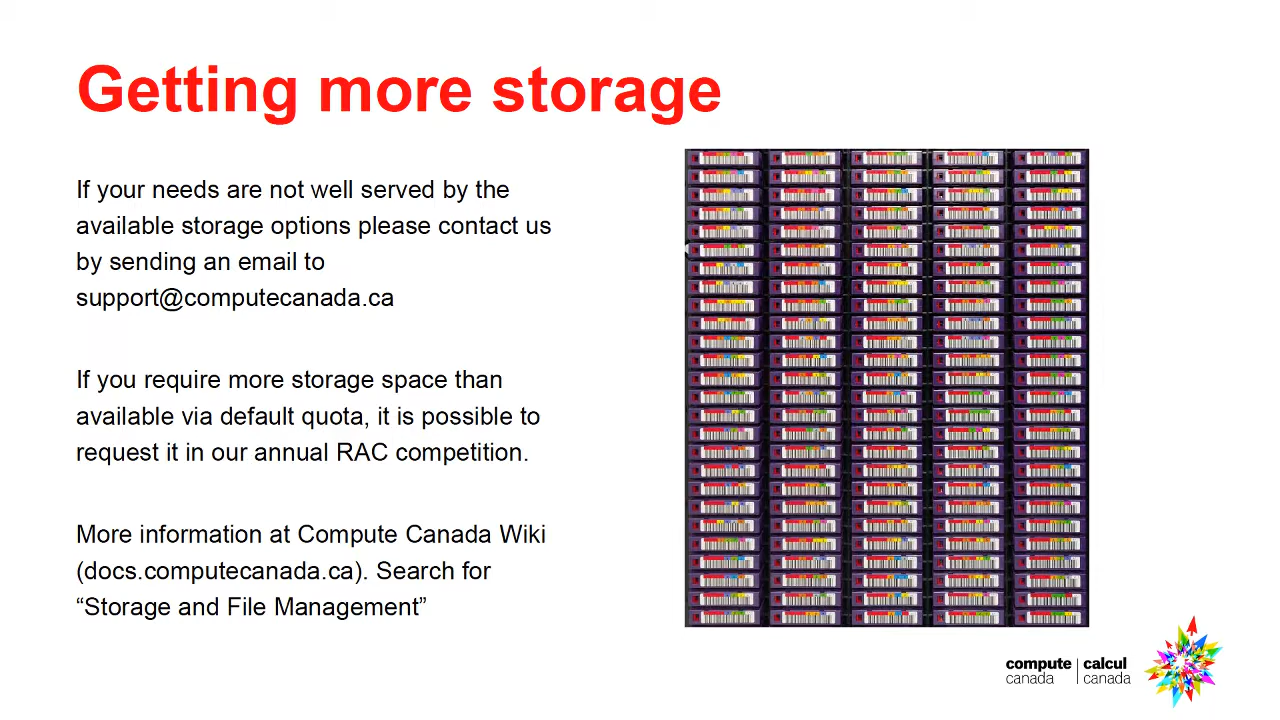 Getting more storage
If your needs are not well served by the
available storage options please contact us
by sending an email to
support@computecanada.ca
If you require more storage space than
available via default quota, it is possible to
request it in our annual RAC competition.
More information at Compute Canada Wiki
(docs.computecanada.ca). Search for
“Storage and File Management”
compute | calcul
canada | canada